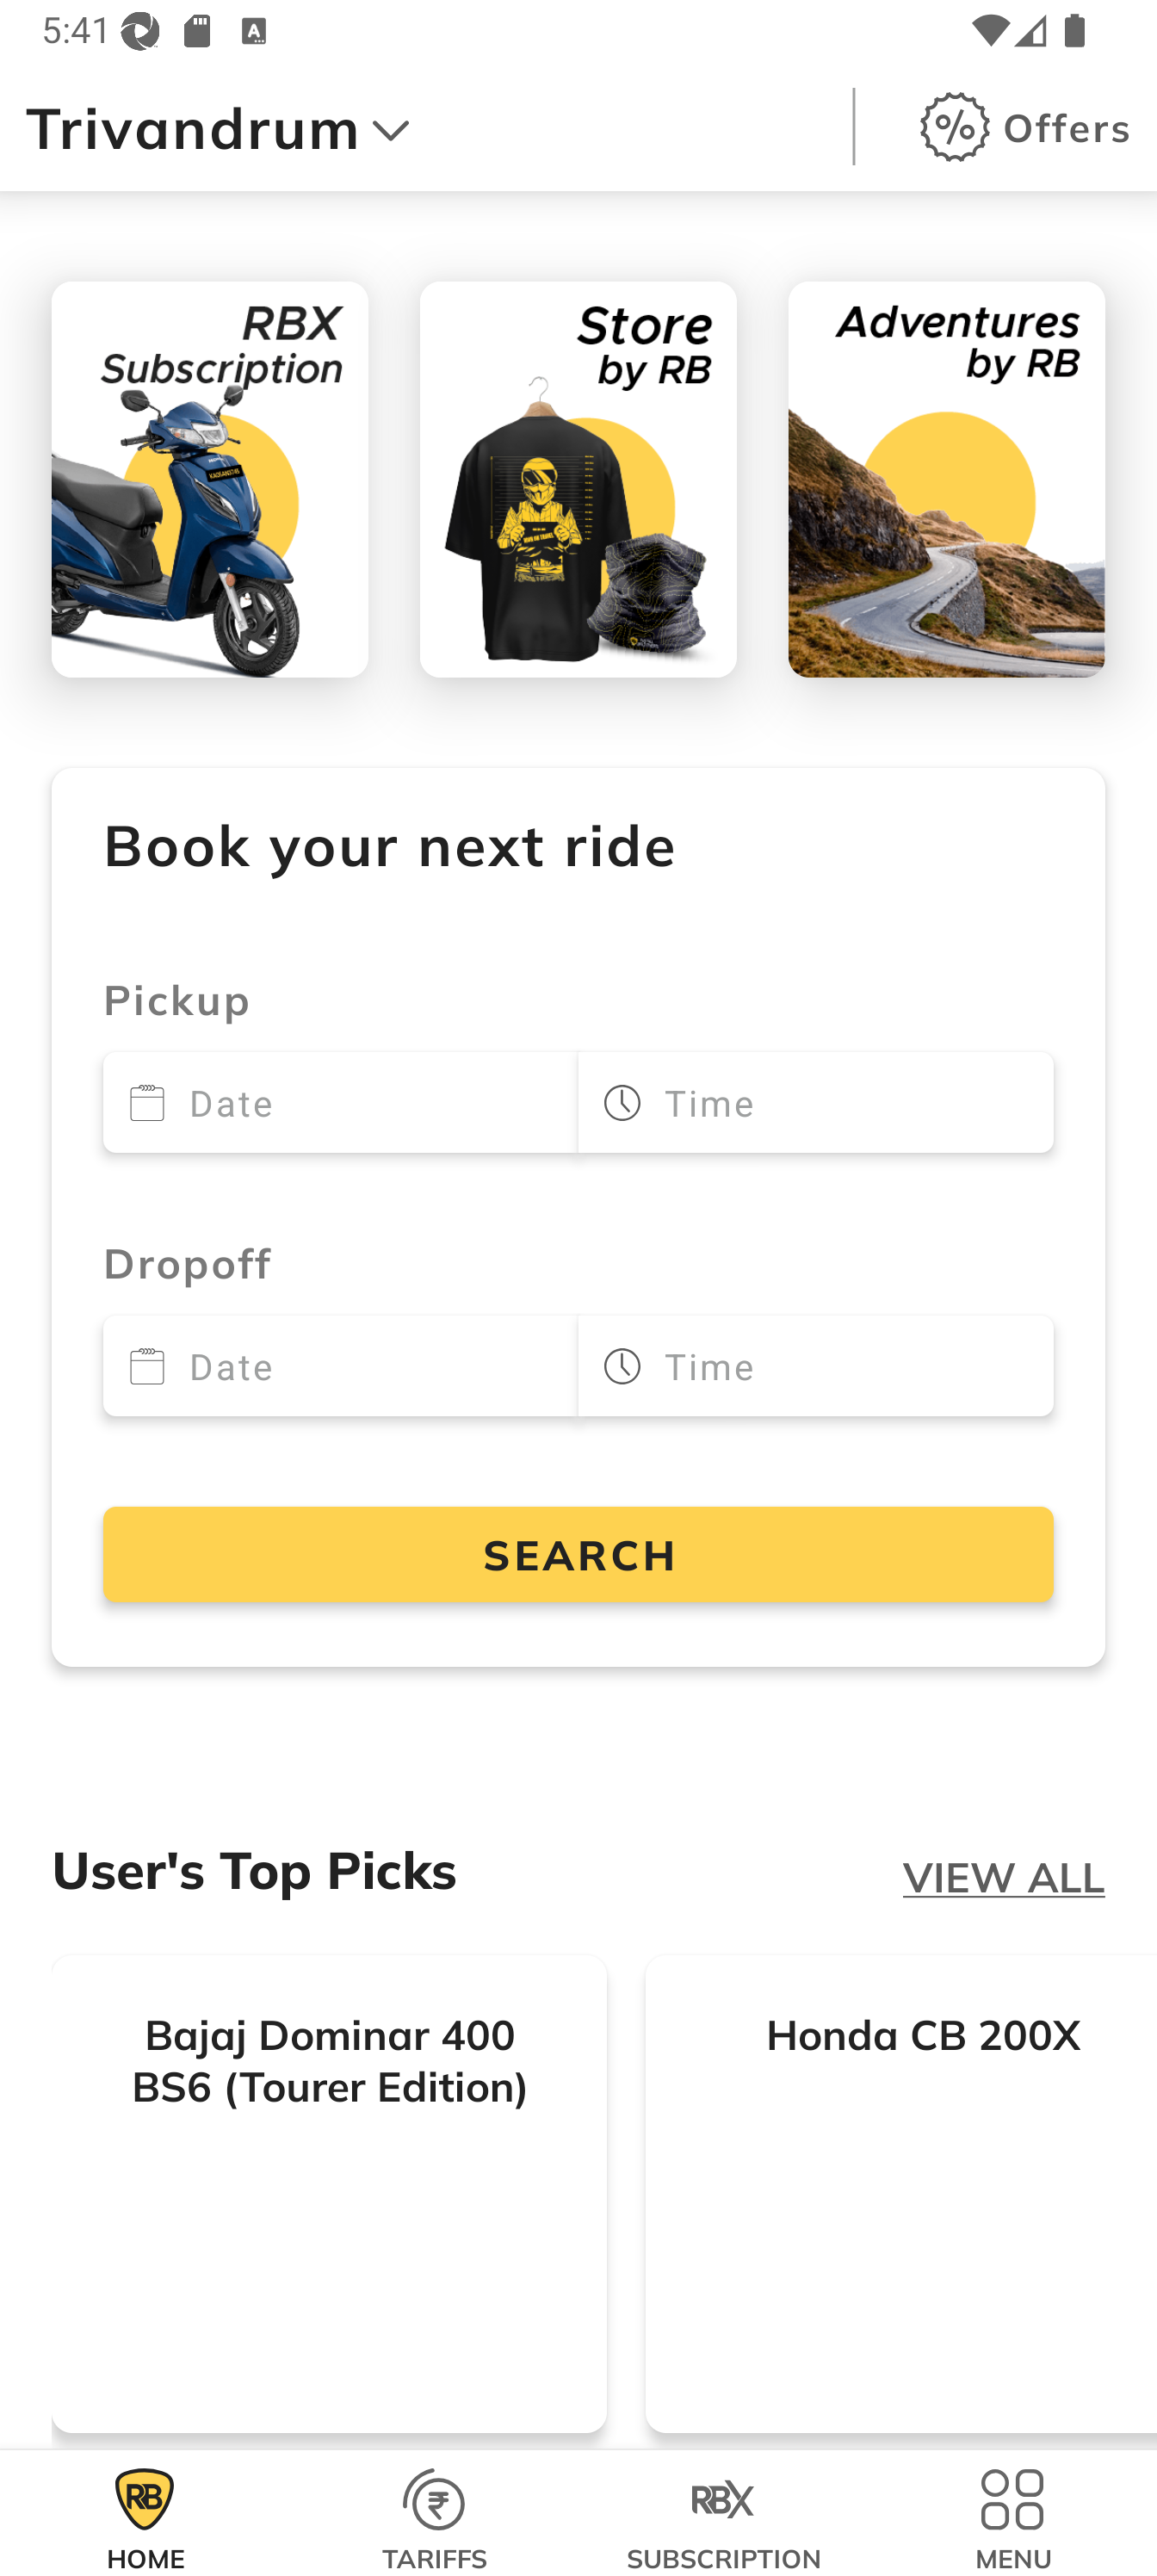 5:41
Trivandrum
Offers
RBX
Subscription
Store
by RB
Adventures
by RB
Book your next ride
Pickup
Date
Time
Dropoff
Date
Time
SEARCH
User's Top Picks
VIEW ALL
Bajaj Dominar 400
BS6 (Tourer Edition)
Honda CB 200X
RB
RBX
HOME
TARIFFS
SUBSCRIPTION
MENU